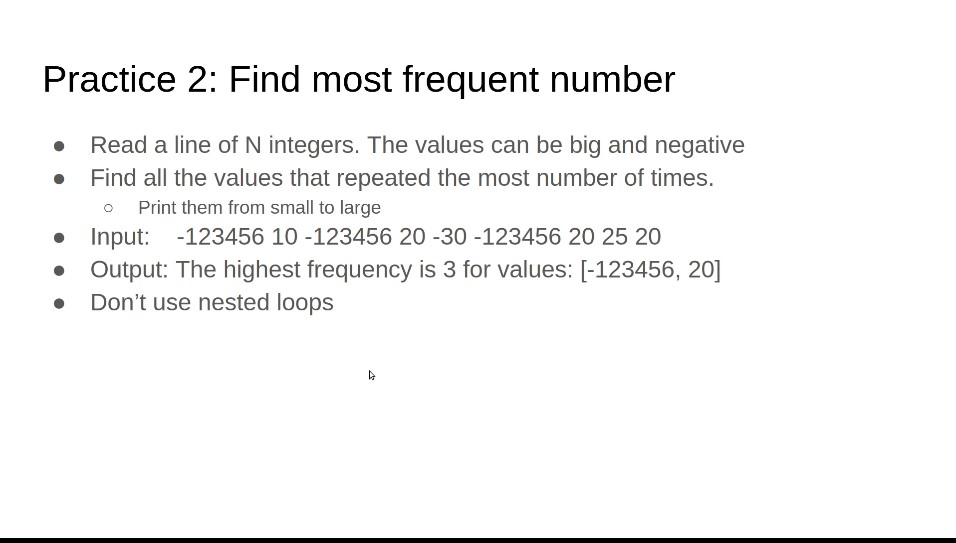 Practice 2: Find most frequent number
● Read a line of N integers. The values can be big and negative
● Find all the values that repeated the most number of times.
○ Print them from small to large
● Input: -123456 10 -123456 20 -30 -123456 20 25 20
● Output: The highest frequency is 3 for values: [-123456, 20]
● Don’t use nested loops